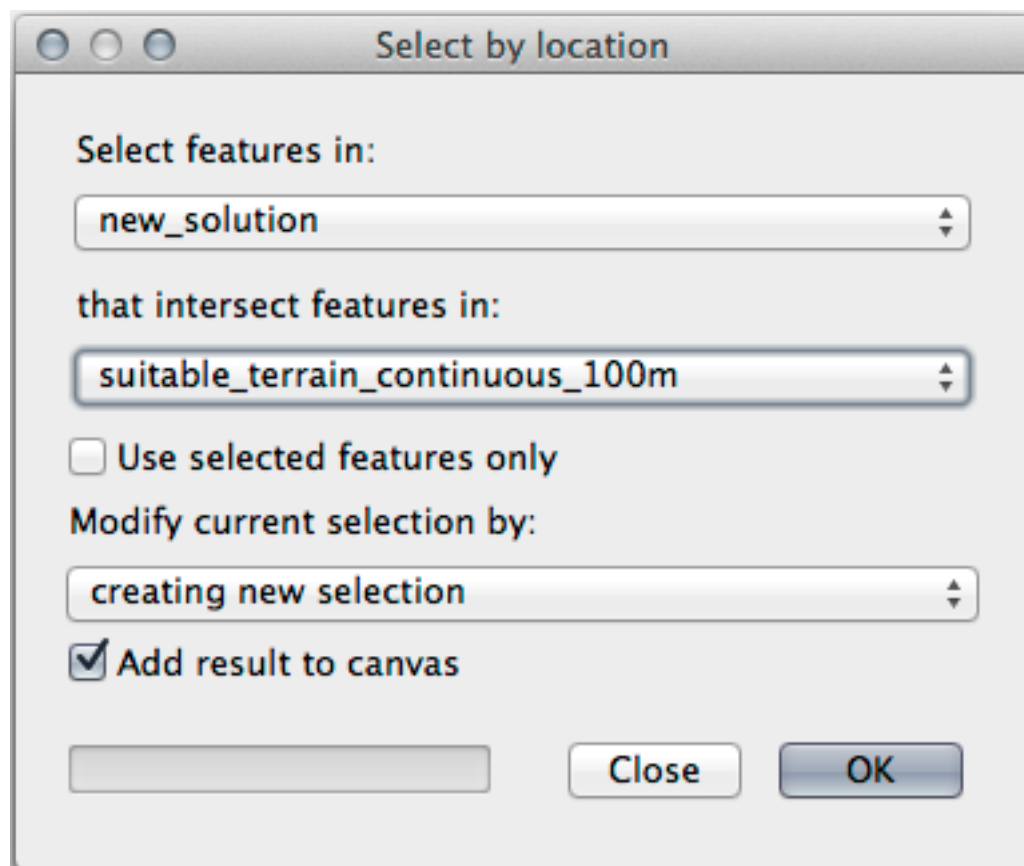 Select by location
Select features in:
new_solution
that intersect features in:
suitable_terrain_continuous_100m
Use selected features only
Modify current selection by:
creating new selection
Add result to canvas
Close OK